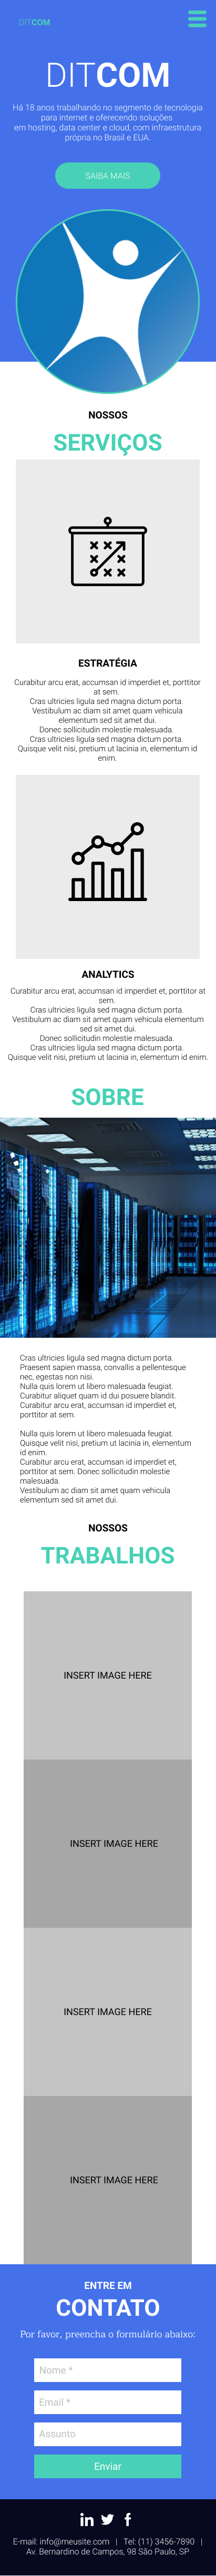 DITCOM
DITCOM
Há 18 anos trabalhando no segmento de tecnologia
para internet e oferecendo soluções
em hosting, data center e cloud, com infraestrutura
própria no Brasil e EUA.
SAIBA MAIS
NOSSOS
SERVIÇOS
ESTRATÉGIA
Curabitur arcu erat, accumsan id imperdiet et, porttitor
at sem.
Cras ultricies ligula sed magna dictum porta.
Vestibulum ac diam sit amet quam vehicula
elementum sed sit amet dui.
Donec sollicitudin molestie malesuada.
Cras ultricies ligula sed magna dictum porta.
Quisque velit nisi, pretium ut lacinia in, elementum id
enim.
ANALYTICS
Curabitur arcu erat, accumsan id imperdiet et, porttitor at
sem.
Cras ultricies ligula sed magna dictum porta.
Vestibulum ac diam sit amet quam vehicula elementum
sed sit amet dui.
Donec sollicitudin molestie malesuada.
Cras ultricies ligula sed magna dictum porta.
Quisque velit nisi, pretium ut lacinia in, elementum id enim.
SOBRE
Cras ultricies ligula sed magna dictum porta.
Praesent sapien massa, convallis a pellentesque
nec, egestas non nisi.
Nulla quis lorem ut libero malesuada feugiat.
Curabitur aliquet quam id dui posuere blandit.
Curabitur arcu erat, accumsan id imperdiet et,
porttitor at sem.
Nulla quis lorem ut libero malesuada feugiat.
Quisque velit nisi, pretium ut lacinia in, elementum
id enim.
Curabitur arcu erat, accumsan id imperdiet et,
porttitor at sem. Donec sollicitudin molestie
malesuada.
Vestibulum ac diam sit amet quam vehicula
elementum sed sit amet dui.
NOSSOS
TRABALHOS
INSERT IMAGE HERE
INSERT IMAGE HERE
INSERT IMAGE HERE
INSERT IMAGE HERE
ENTRE EM
CONTATO
Por favor, preencha o formulário abaixo:
Nome *
Email *
Assunto
Enviar
E-mail: info@meusite.com | Tel: (11) 3456-7890 |
Av. Bernardino de Campos, 98 São Paulo, SP